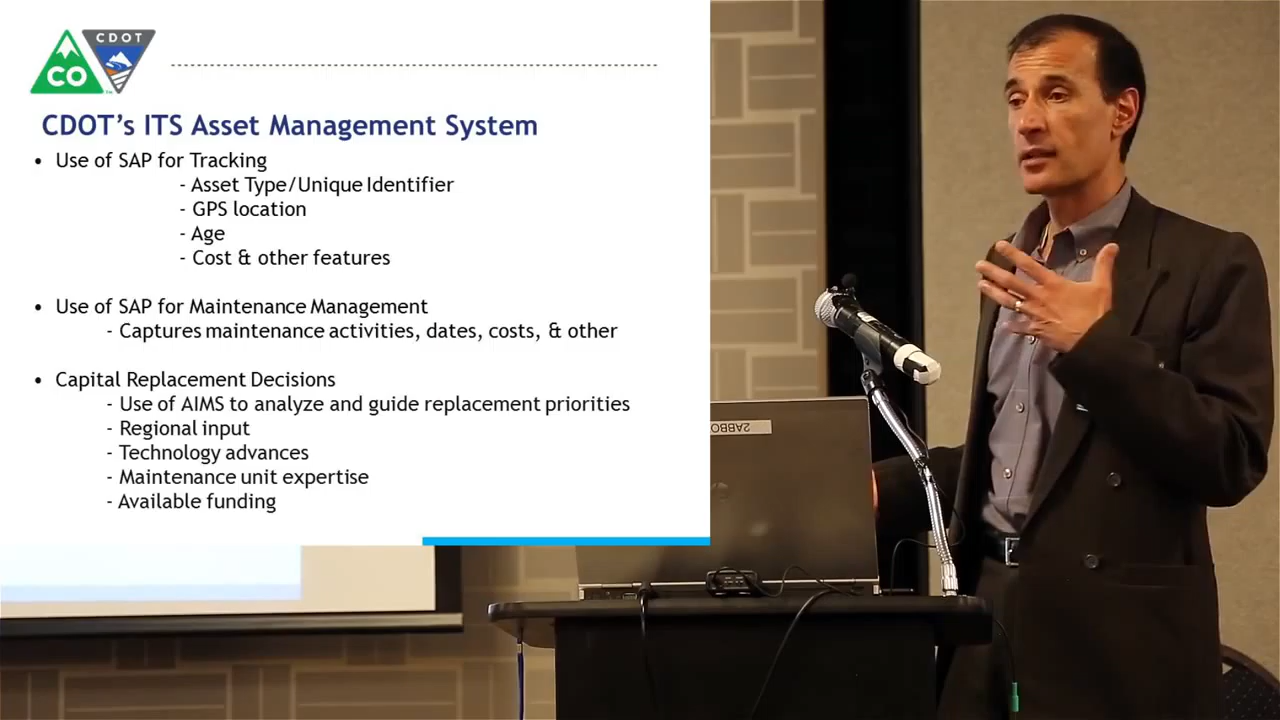 CDOT
CO
CDOT’s ITS Asset Management System
• Use of SAP for Tracking
- Asset Type/Unique Identifier
- GPS location
- Age
- Cost & other features
• Use of SAP for Maintenance Management
- Captures maintenance activities, dates, costs, & other
• Capital Replacement Decisions
- Use of AIMS to analyze and guide replacement priorities
- Regional input
- Technology advances
- Maintenance unit expertise
- Available funding
2ABBO